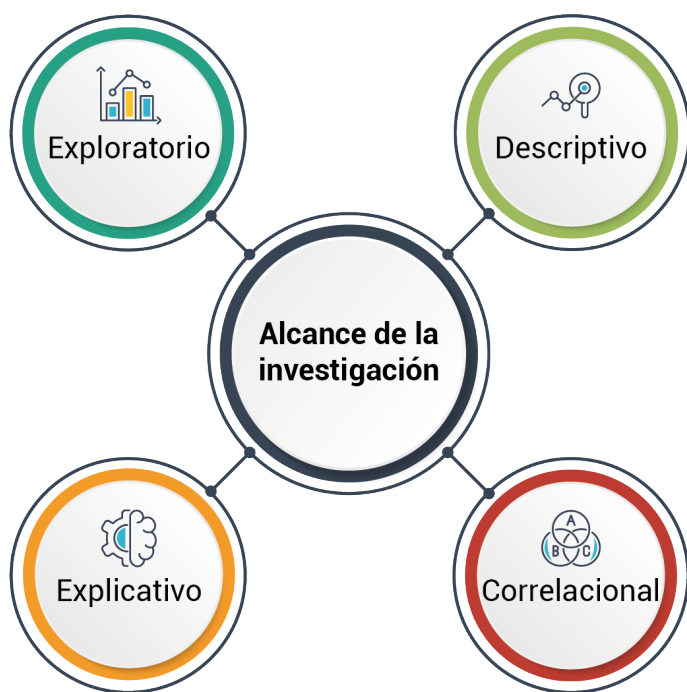 Exploratorio
Descriptivo
Alcance de la
investigación
Explicativo
A
B C
Correlacional